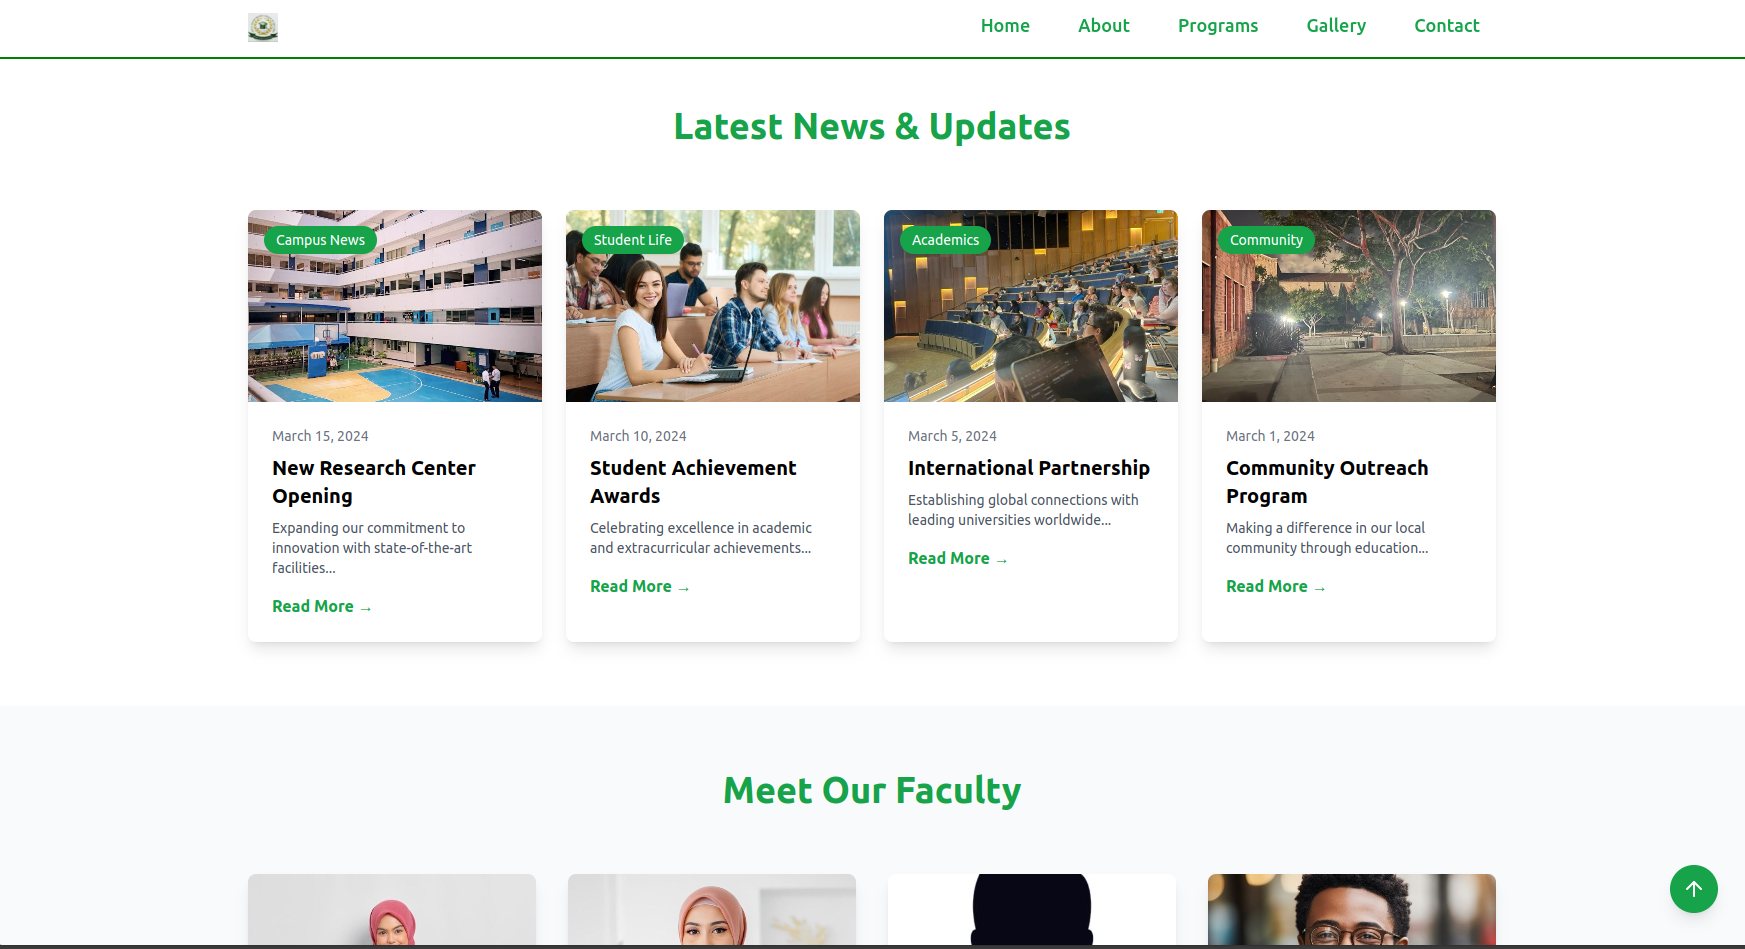 Home About Programs Gallery Contact
Latest News & Updates
Campus News
March 15, 2024
New Research Center
Opening
Expanding our commitment to
innovation with state-of-the-art
facilities...
Read More →
Student Life
March 10, 2024
Student Achievement
Awards
Celebrating excellence in academic
and extracurricular achievements...
Read More →
Academics
March 5, 2024
International Partnership
Establishing global connections with
leading universities worldwide...
Read More →
Community
March 1, 2024
Community Outreach
Program
Making a difference in our local
community through education...
Read More →
Meet Our Faculty